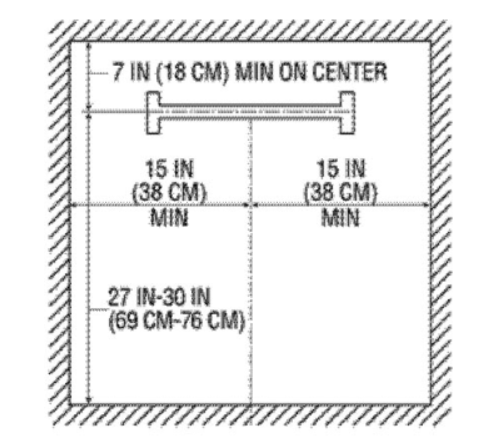 7 IN (18 CM) MIN ON CENTER
15 IN
(38 CM)
MIN
15 IN
(38 CM)
MIN
27 IN-30 IN
(69 CM-76 CM)